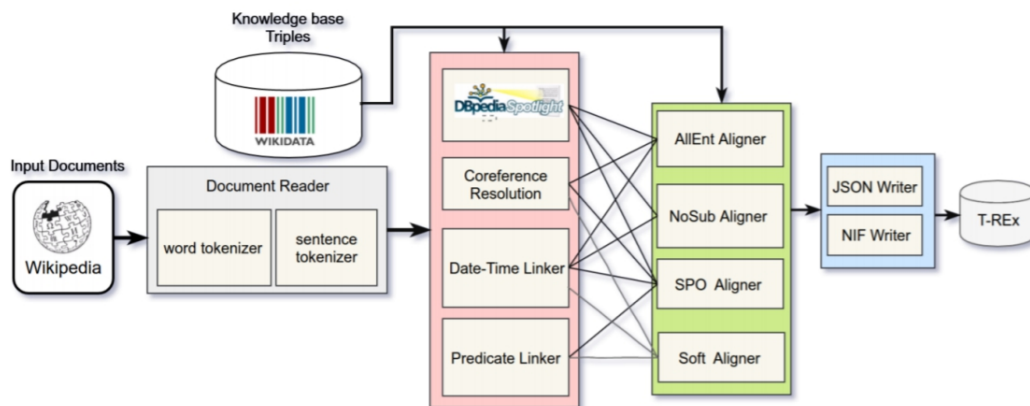 Knowledge base
Triples
WIKIDATA
Input Documents
Wikipedia
Document Reader
word tokenizer
sentence
tokenizer
DBpedia Spotlight
Coreference
Resolution
Date-Time Linker
Predicate Linker
AllEnt Aligner
NoSub Aligner
SPO Aligner
Soft Aligner
JSON Writer
NIF Writer
T-REx